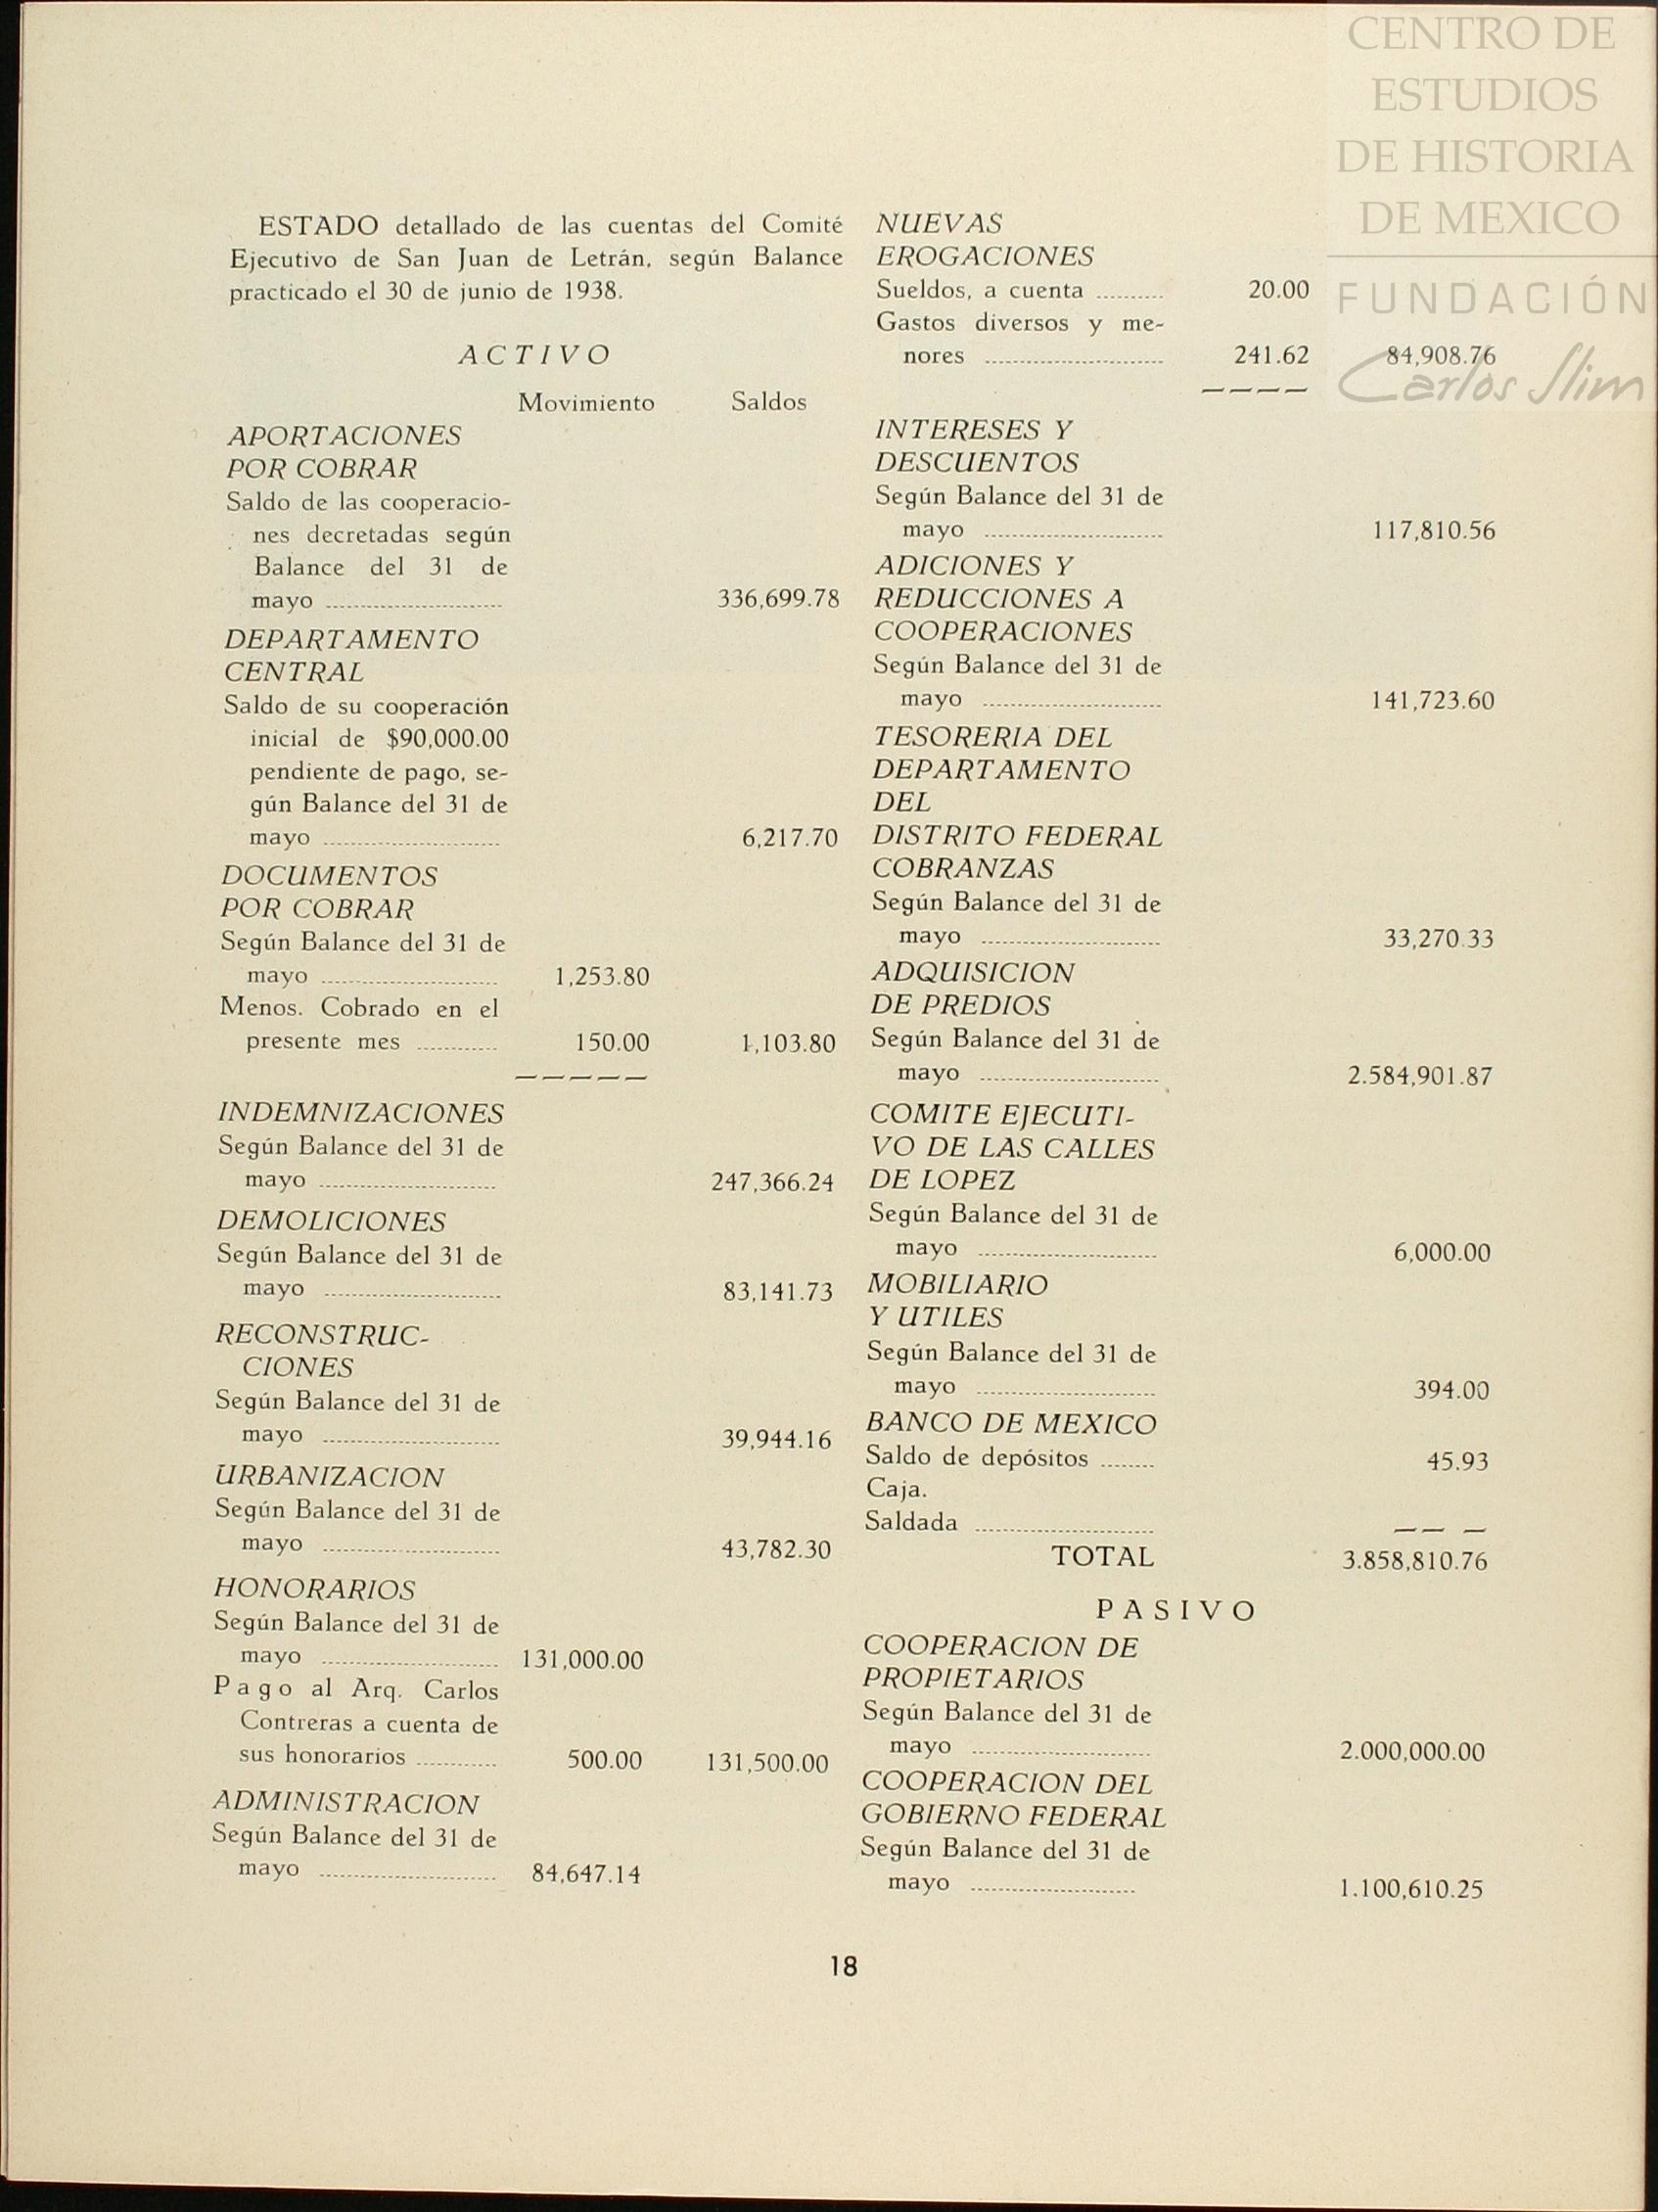 CENTRO DE
ESTUDIOS
DE HISTORIA
DE MEXICO
FUNDACIÓN
Carlos Slim
ESTADO detallado de las cuentas del Comité
Ejecutivo de San Juan de Letrán, según Balance
practicado el 30 de junio de 1938.
ACTIVO
Movimiento Saldos
APORTACIONES
POR COBRAR
Saldo de las cooperacio-
nes decretadas según
Balance del 31 de
mayo 336,699.78
DEPARTAMENTO
CENTRAL
Saldo de su cooperación
inicial de $90,000.00
pendiente de pago, se-
gún Balance del 31 de
mayo 6,217.70
DOCUMENTOS
POR COBRAR
Según Balance del 31 de
mayo 1,253.80
Menos. Cobrado en el
presente mes 150.00 1,103.80
INDEMNIZACIONES
Según Balance del 31 de
mayo 247,366.24
DEMOLICIONES
Según Balance del 31 de
mayo 83,141.73
RECONSTRUC-
CIONES
Según Balance del 31 de
mayo 39,944.16
URBANIZACION
Según Balance del 31 de
mayo 43,782.30
HONORARIOS
Según Balance del 31 de
mayo 131,000.00
Pago al Arq. Carlos
Contreras a cuenta de
sus honorarios 500.00 131,500.00
ADMINISTRACION
Según Balance del 31 de
mayo 84,647.14
NUEVAS
EROGACIONES
Sueldos, a cuenta 20.00
Gastos diversos y me-
nores 241.62 84,908.76
INTERESES Y
DESCUENTOS
Según Balance del 31 de
mayo 117,810.56
ADICIONES Y
REDUCCIONES A
COOPERACIONES
Según Balance del 31 de
mayo 141,723.60
TESORERIA DEL
DEPARTAMENTO
DEL
DISTRITO FEDERAL
COBRANZAS
Según Balance del 31 de
mayo 33,270.33
ADQUISICION
DE PREDIOS
Según Balance del 31 de
mayo 2.584,901.87
COMITE EJECUTI-
VO DE LAS CALLES
DE LOPEZ
Según Balance del 31 de
mayo 6,000.00
MOBILIARIO
Y UTILES
Según Balance del 31 de
mayo 394.00
BANCO DE MEXICO
Saldo de depósitos 45.93
Caja.
Saldada
TOTAL 3.858,810.76
PASIVO
COOPERACION DE
PROPIETARIOS
Según Balance del 31 de
mayo 2.000,000.00
COOPERACION DEL
GOBIERNO FEDERAL
Según Balance del 31 de
mayo 1.100,610.25
18